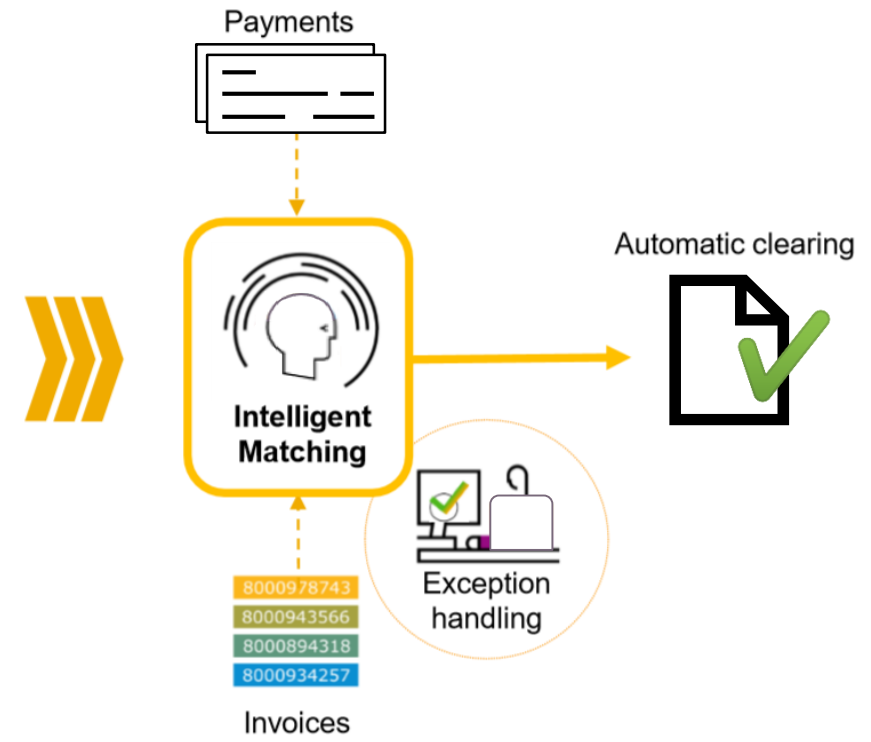 Payments
Automatic clearing
Intelligent
Matching
Exception
handling
8000978743
8000943566
8000894318
8000934257
Invoices